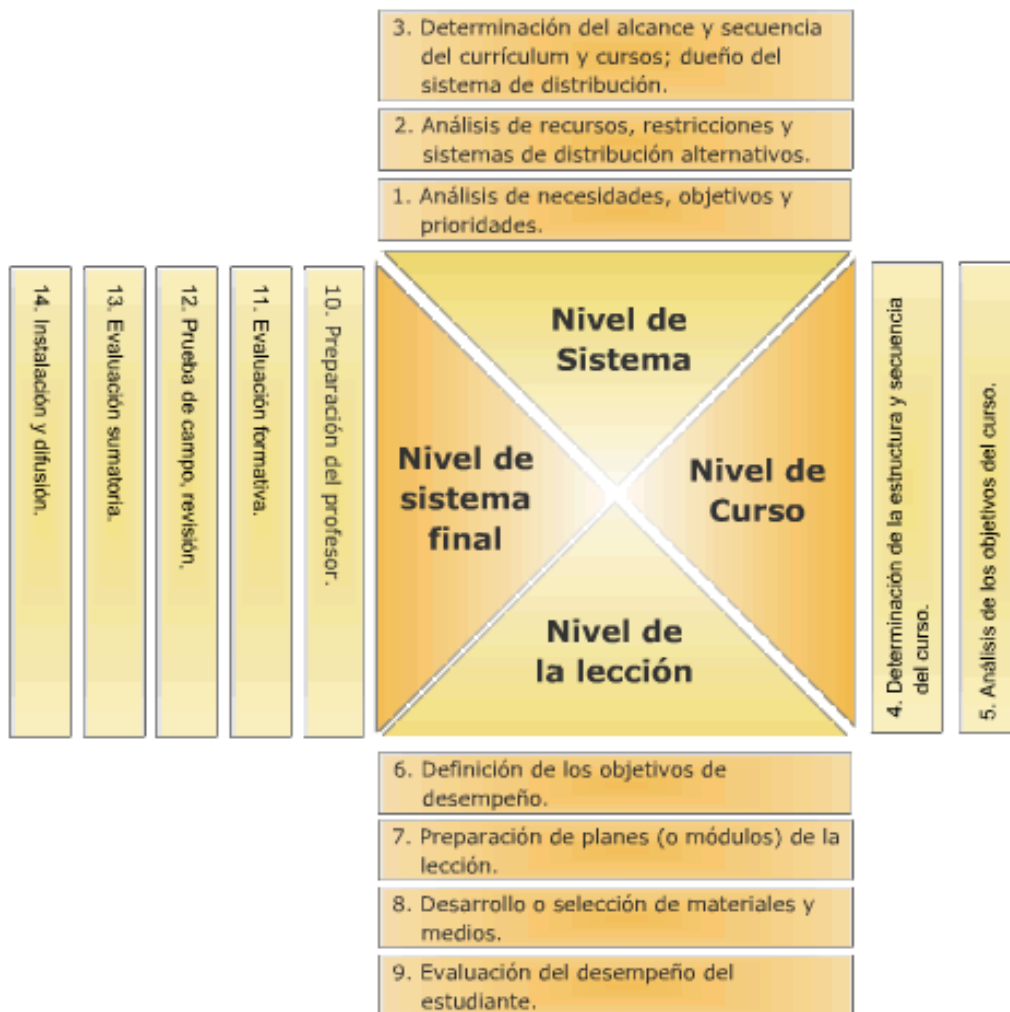 3. Determinación del alcance y secuencia
del currículum y cursos; dueño del
sistema de distribución.
2. Análisis de recursos, restricciones y
sistemas de distribución alternativos.
1. Análisis de necesidades, objetivos y
prioridades.
14. Instalación y difusión.
13. Evaluación sumatoria.
12. Prueba de campo, revisión.
11. Evaluación formativa.
10. Preparación del profesor.
Nivel de
Sistema
Nivel de
sistema
final
Nivel de
Curso
Nivel de
la lección
4. Determinación de la estructura y secuencia
del curso.
5. Análisis de los objetivos del curso.
6. Definición de los objetivos de
desempeño.
7. Preparación de planes (o módulos) de la
lección.
8. Desarrollo o selección de materiales y
medios.
9. Evaluación del desempeño del
estudiante.